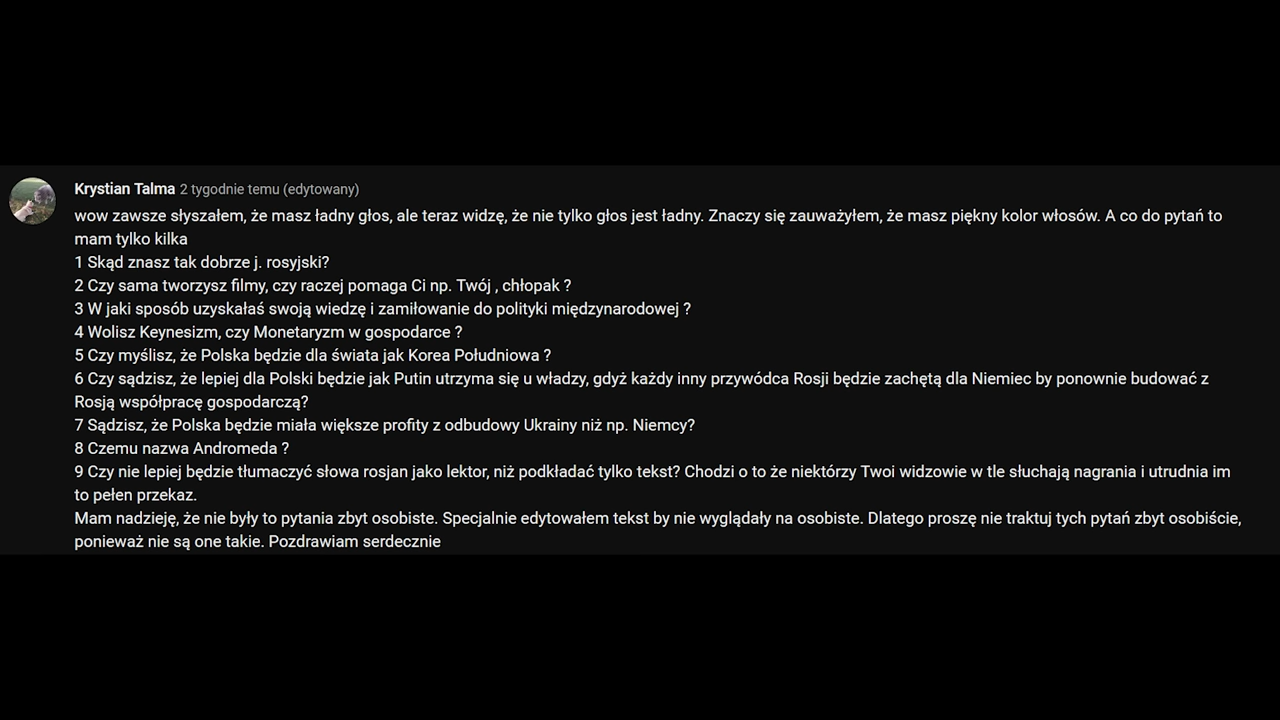 Krystian Talma 2 tygodnie temu (edytowany)
wow zawsze słyszałem, że masz ładny głos, ale teraz widzę, że nie tylko głos jest ładny. Znaczy się zauważyłem, że masz piękny kolor włosów. A co do pytań to
mam tylko kilka
1 Skąd znasz tak dobrze j. rosyjski?
2 Czy sama tworzysz filmy, czy raczej pomaga Ci np. Twój , chłopak ?
3 W jaki sposób uzyskałaś swoją wiedzę i zamiłowanie do polityki międzynarodowej ?
4 Wolisz Keynesizm, czy Monetaryzm w gospodarce ?
5 Czy myślisz, że Polska będzie dla świata jak Korea Południowa ?
6 Czy sądzisz, że lepiej dla Polski będzie jak Putin utrzyma się u władzy, gdyż każdy inny przywódca Rosji będzie zachętą dla Niemiec by ponownie budować z
Rosją współpracę gospodarczą?
7 Sądzisz, że Polska będzie miała większe profity z odbudowy Ukrainy niż np. Niemcy?
8 Czemu nazwa Andromeda ?
9 Czy nie lepiej będzie tłumaczyć słowa rosjan jako lektor, niż podkładać tylko tekst? Chodzi o to że niektórzy Twoi widzowie w tle słuchają nagrania i utrudnia im
to pełen przekaz.
Mam nadzieję, że nie były to pytania zbyt osobiste. Specjalnie edytowałem tekst by nie wyglądały na osobiste. Dlatego proszę nie traktuj tych pytań zbyt osobiście,
ponieważ nie są one takie. Pozdrawiam serdecznie